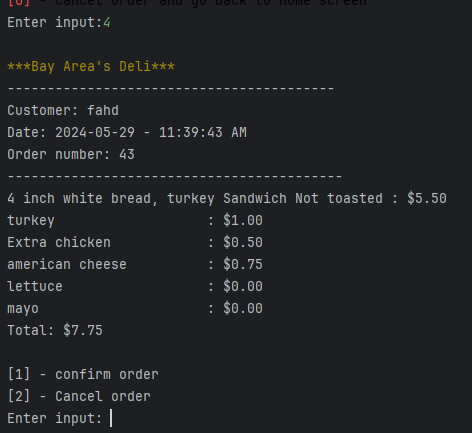 [0] - Cancel order and go back to home screen
Enter input:4
***Bay Area's Deli***
-----------------------------------------
Customer: fahd
Date: 2024-05-29 - 11:39:43 AM
Order number: 43
------------------------------------------
4 inch white bread, turkey Sandwich Not toasted : $5.50
turkey                   : $1.00
Extra chicken            : $0.50
american cheese          : $0.75
lettuce                  : $0.00
mayo                     : $0.00
Total: $7.75
[1] - confirm order
[2] - Cancel order
Enter input: